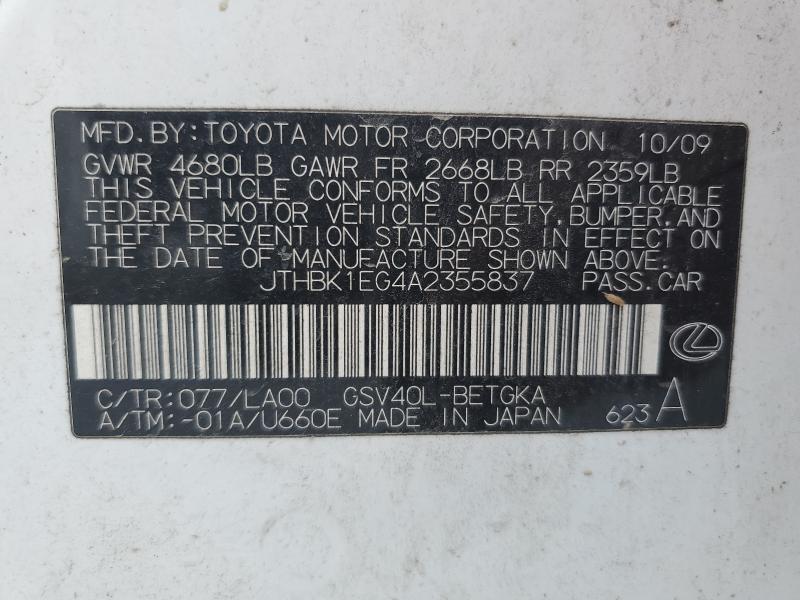 MFD. BY: TOYOTA MOTOR CORPORATION 10/09
GVWR 4680LB GAWR FR 2668LB RR 2359LB
THIS VEHICLE CONFORMS TO ALL APPLICABLE
FEDERAL MOTOR VEHICLE SAFETY, BUMPER, AND
THEFT PREVENTION STANDARDS IN EFFECT ON
THE DATE OF MANUFACTURE SHOWN ABOVE.
JTHBK1EG4A2355837 PASS. CAR
C/TR: 077/LA00 GSV40L-BETGKA
A/TM: -01A/U660E MADE IN JAPAN 623 A